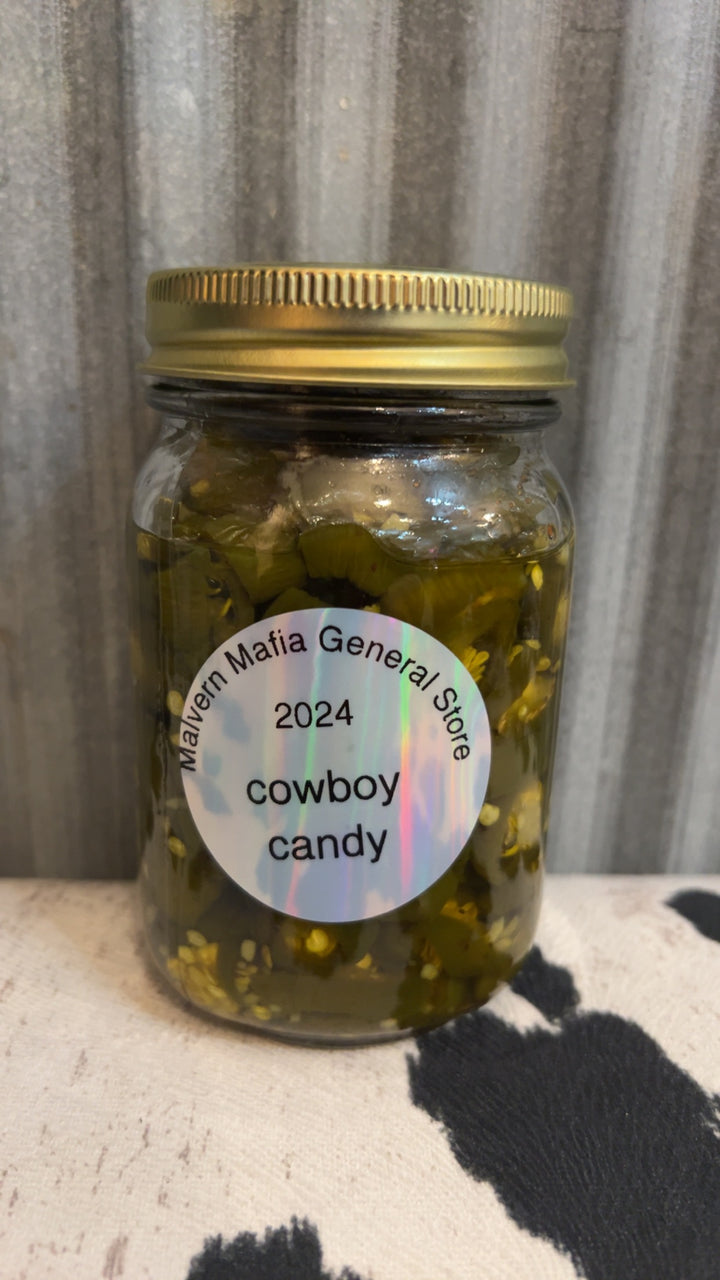 Malvern Mafia General Store
2024
cowboy
candy